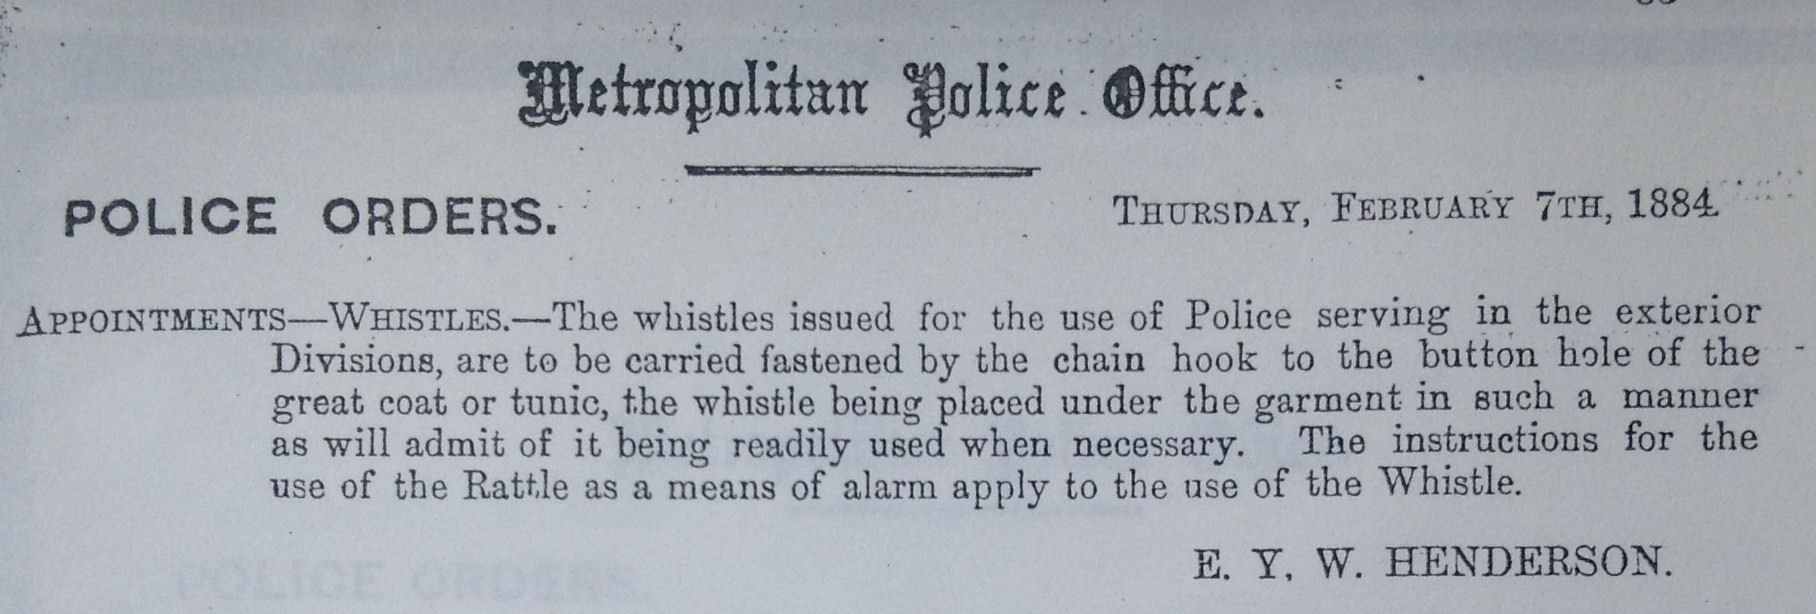 Metropolitan Police Office.
POLICE ORDERS.
THURSDAY, FEBRUARY 7TH, 1884.
APPOINTMENTS—WHISTLES.—The whistles issued for the use of Police serving in the exterior
Divisions, are to be carried fastened by the chain hook to the button hole of the
great coat or tunic, the whistle being placed under the garment in such a manner
as will admit of it being readily used when necessary. The instructions for the
use of the Rattle as a means of alarm apply to the use of the Whistle.
E. Y. W. HENDERSON.
POLICE ORDERS.